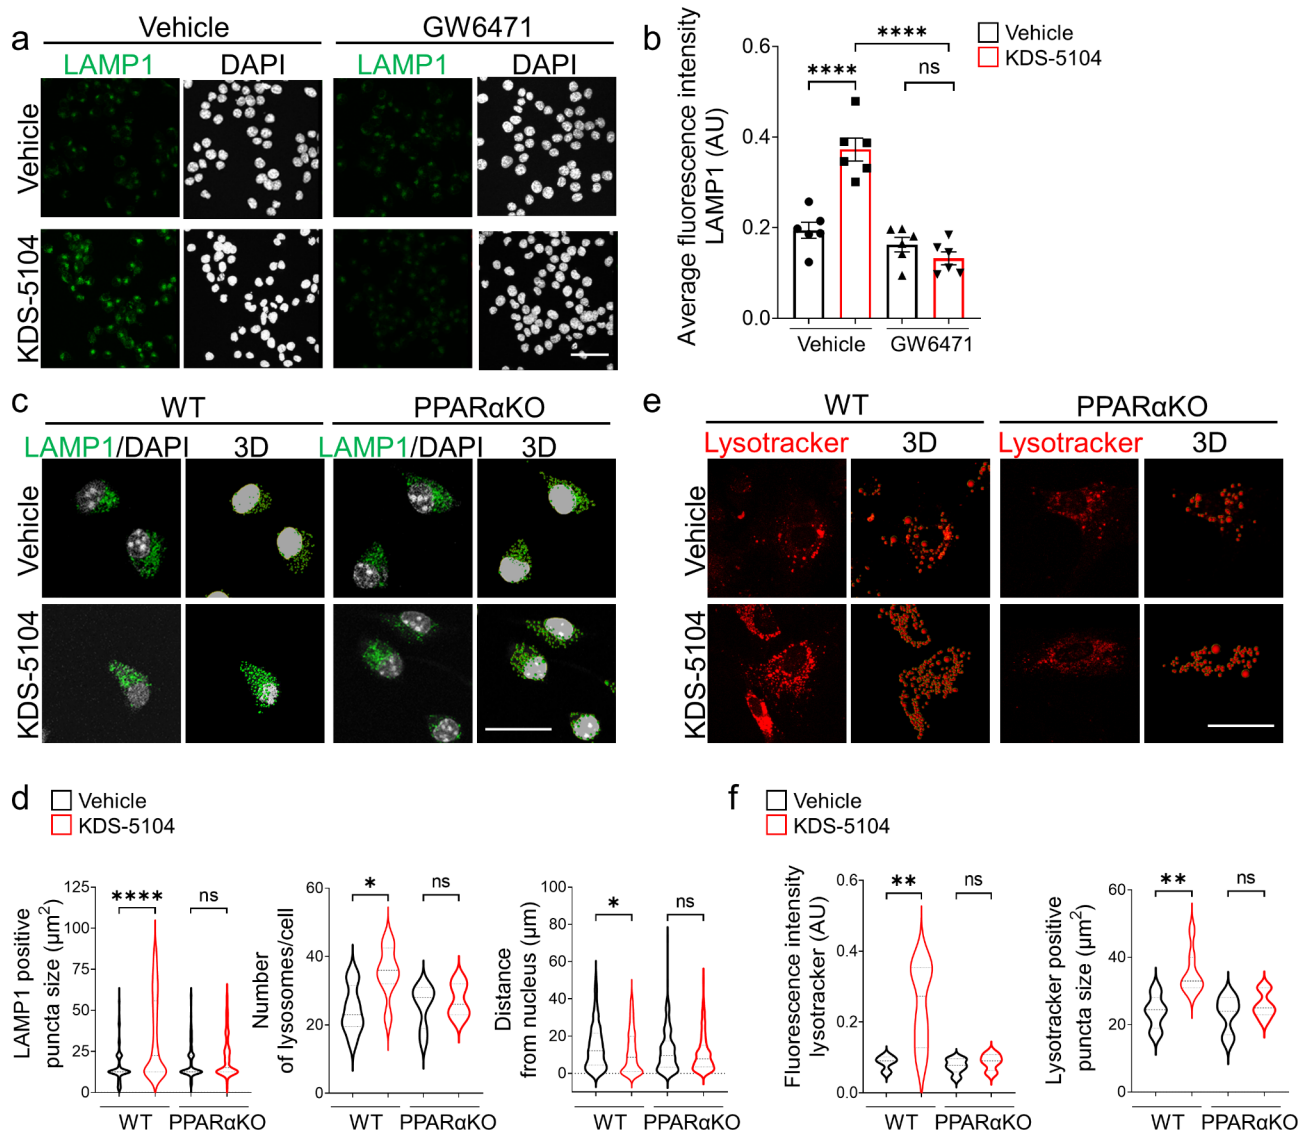 a
Vehicle
GW6471
LAMP1
DAPI
LAMP1
DAPI
Vehicle
KDS-5104
b
Vehicle
KDS-5104
Average fluorescence intensity
LAMP1 (AU)
0.6
0.4
0.2
0.0
****
****
ns
Vehicle
GW6471
c
WT
PPARαKO
LAMP1/DAPI
3D
LAMP1/DAPI
3D
Vehicle
KDS-5104
e
WT
PPARαKO
Lysotracker
3D
Lysotracker
3D
Vehicle
KDS-5104
d
Vehicle
KDS-5104
LAMP1 positive
puncta size (µm²)
125
100
75
50
25
0
****
ns
WT
PPARαKO
Number
of lysosomes/cell
60
40
20
0
*
ns
WT
PPARαKO
Distance
from nucleus (µm)
100
80
60
40
20
0
*
ns
WT
PPARαKO
f
Vehicle
KDS-5104
Fluorescence intensity
lysotracker (AU)
0.6
0.4
0.2
0.0
**
ns
WT
PPARαKO
Lysotracker positive
puncta size (µm²)
60
40
20
0
**
ns
WT
PPARαKO